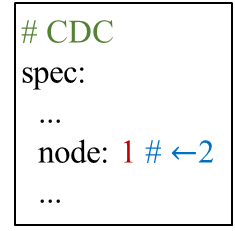 # CDC
spec:
...
node: 1 # ←2
...